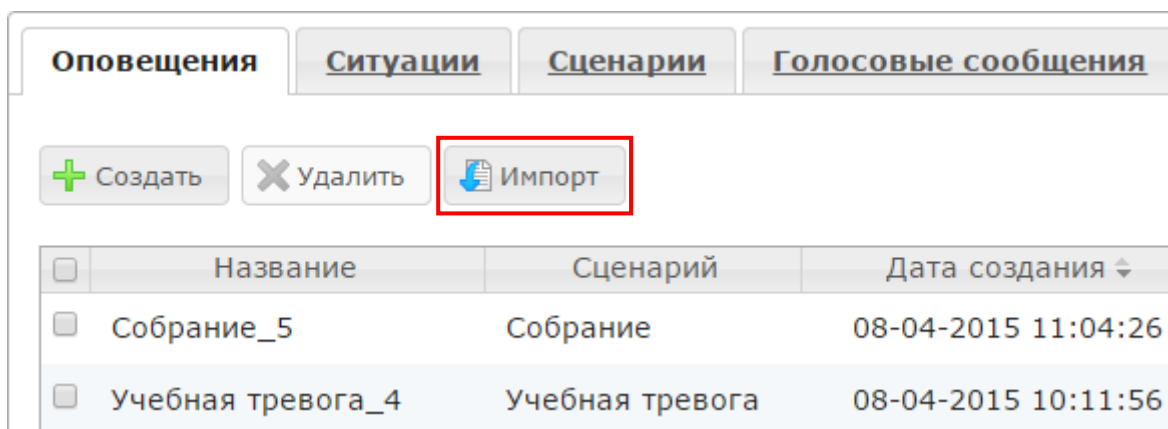 Оповещения Ситуации Сценарии Голосовые сообщения
Создать Удалить Импорт
Название Сценарий Дата создания
Собрание_5 Собрание 08-04-2015 11:04:26
Учебная тревога_4 Учебная тревога 08-04-2015 10:11:56